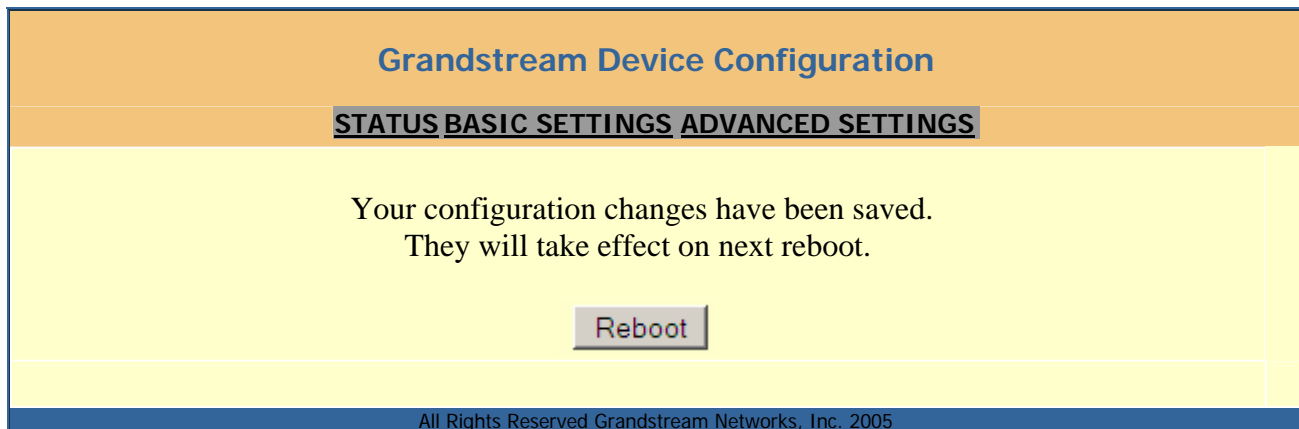 Grandstream Device Configuration
STATUS BASIC SETTINGS ADVANCED SETTINGS
Your configuration changes have been saved.
They will take effect on next reboot.
Reboot
All Rights Reserved Grandstream Networks, Inc. 2005